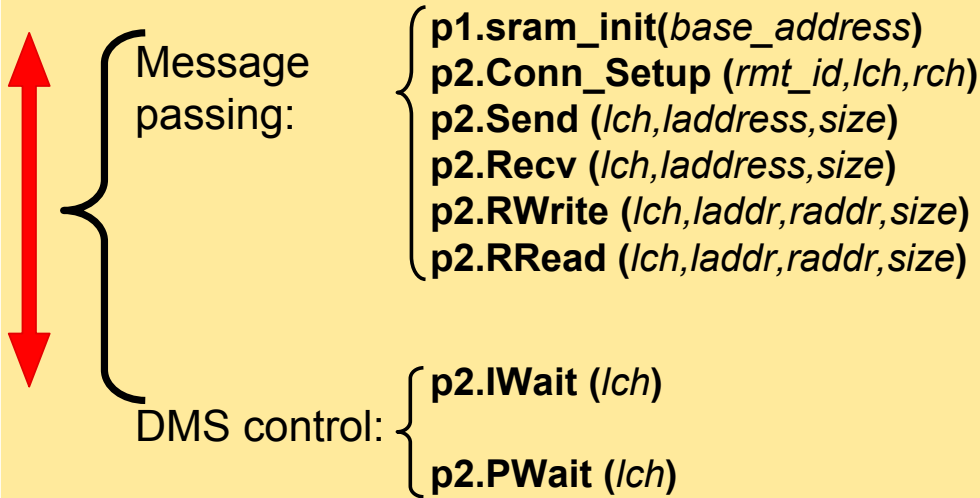 Message
passing:
p1.sram_init(base_address)
p2.Conn_Setup (rmt_id,lch,rch)
p2.Send (lch,laddress,size)
p2.Recv (lch,laddress,size)
p2.RWrite (lch,laddr,raddr,size)
p2.RRead (lch,laddr,raddr,size)
DMS control:
p2.IWait (lch)
p2.PWait (lch)